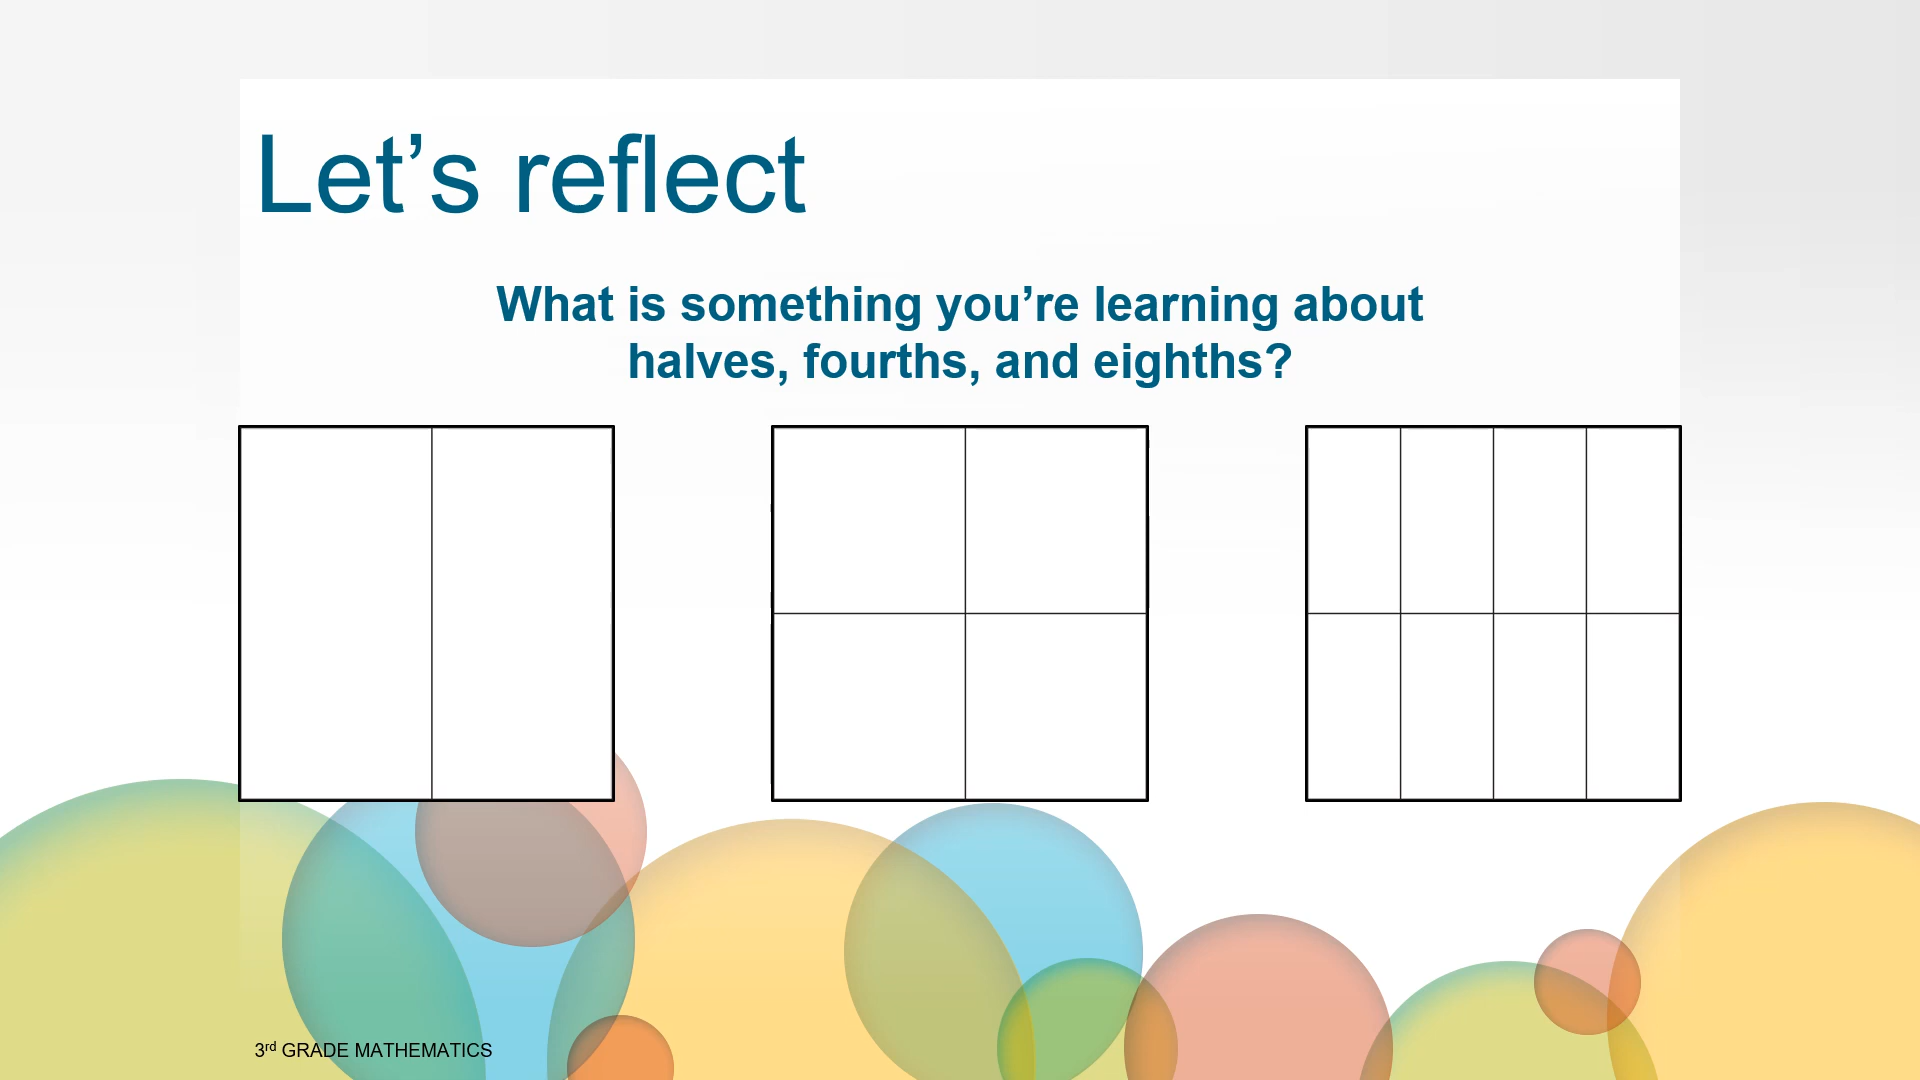 Let’s reflect
What is something you’re learning about
halves, fourths, and eighths?
3rd GRADE MATHEMATICS